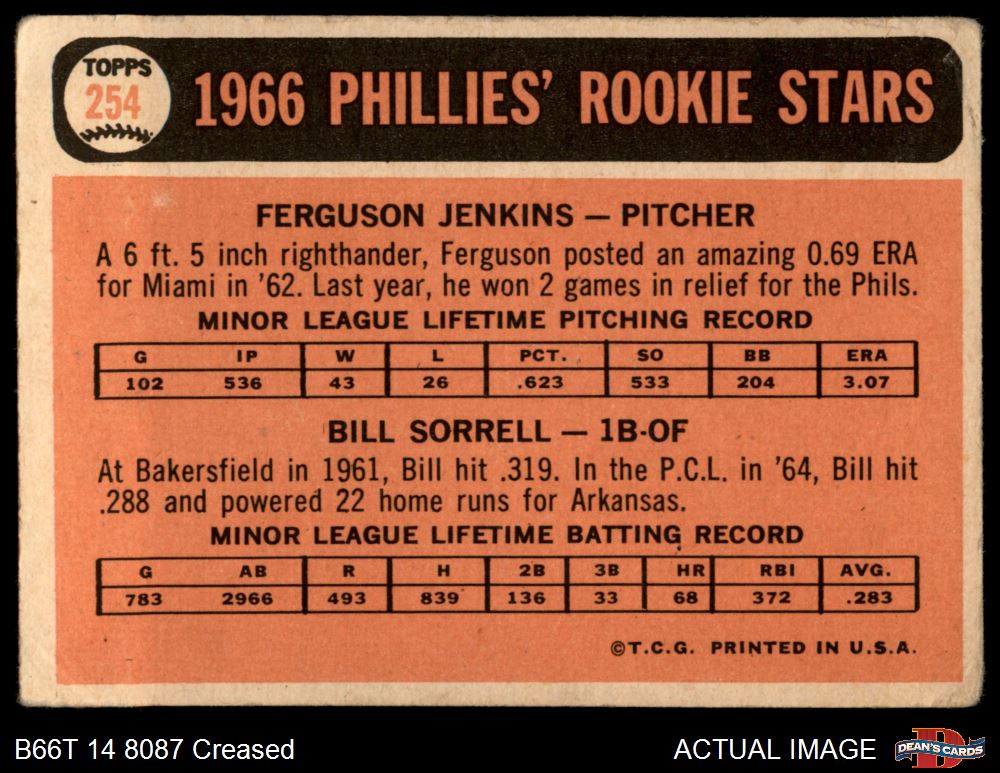 TOPPS
254
1966 PHILLIES' ROOKIE STARS
FERGUSON JENKINS — PITCHER
A 6 ft. 5 inch righthander, Ferguson posted an amazing 0.69 ERA
for Miami in '62. Last year, he won 2 games in relief for the Phils.
MINOR LEAGUE LIFETIME PITCHING RECORD
G IP W L PCT. SO BB ERA
102 536 43 26 .623 533 204 3.07
BILL SORRELL — 1B-OF
At Bakersfield in 1961, Bill hit .319. In the P.C.L. in '64, Bill hit
.288 and powered 22 home runs for Arkansas.
MINOR LEAGUE LIFETIME BATTING RECORD
G AB R H 2B 3B HR RBI AVG.
783 2966 493 839 136 33 68 372 .283
©T.C.G. PRINTED IN U.S.A.
B66T 14 8087 Creased
ACTUAL IMAGE
DEAN'S CARDS